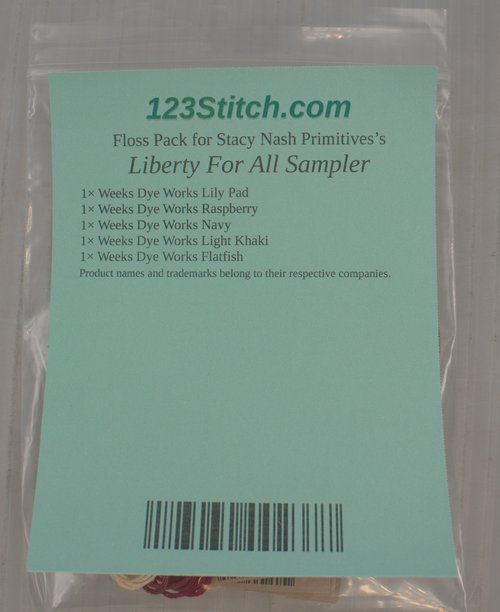 123Stitch.com
Floss Pack for Stacy Nash Primitives's
Liberty For All Sampler
1× Weeks Dye Works Lily Pad
1× Weeks Dye Works Raspberry
1× Weeks Dye Works Navy
1× Weeks Dye Works Light Khaki
1× Weeks Dye Works Flatfish
Product names and trademarks belong to their respective companies.